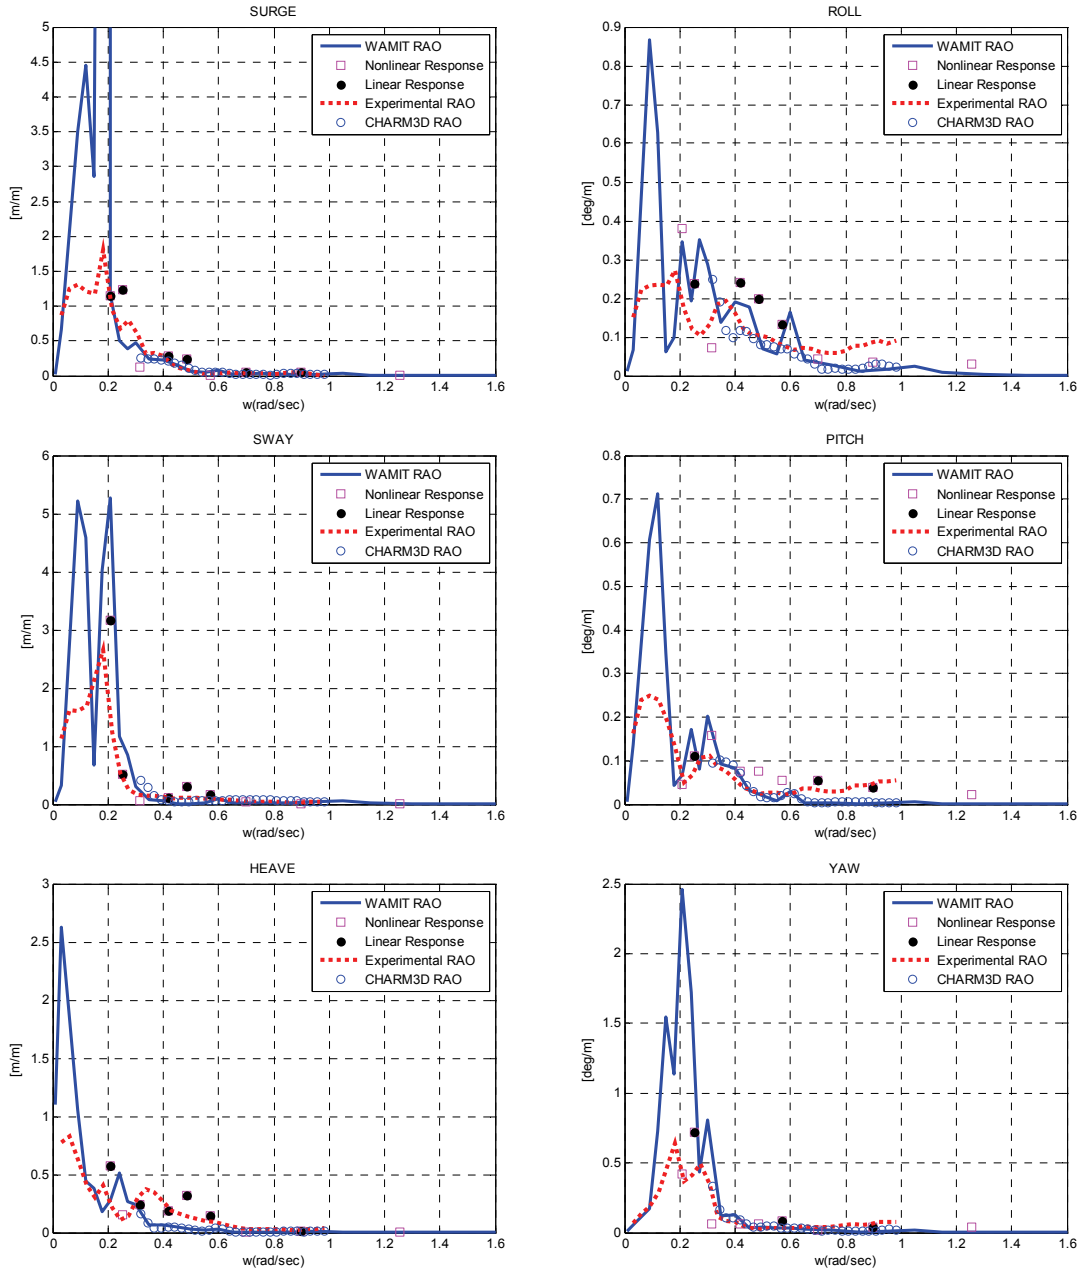 SURGE
5
4.5
4
3.5
3
2.5
2
1.5
1
0.5
0
[m/m]
0 0.2 0.4 0.6 0.8 1 1.2 1.4 1.6
w(rad/sec)
WAMIT RAO
Nonlinear Response
Linear Response
Experimental RAO
CHARM3D RAO
ROLL
0.9
0.8
0.7
0.6
0.5
0.4
0.3
0.2
0.1
0
[deg/m]
0 0.2 0.4 0.6 0.8 1 1.2 1.4 1.6
w(rad/sec)
WAMIT RAO
Nonlinear Response
Linear Response
Experimental RAO
CHARM3D RAO
SWAY
6
5
4
3
2
1
0
[m/m]
0 0.2 0.4 0.6 0.8 1 1.2 1.4 1.6
w(rad/sec)
WAMIT RAO
Nonlinear Response
Linear Response
Experimental RAO
CHARM3D RAO
PITCH
0.8
0.7
0.6
0.5
0.4
0.3
0.2
0.1
0
[deg/m]
0 0.2 0.4 0.6 0.8 1 1.2 1.4 1.6
w(rad/sec)
WAMIT RAO
Nonlinear Response
Linear Response
Experimental RAO
CHARM3D RAO
HEAVE
3
2.5
2
1.5
1
0.5
0
[m/m]
0 0.2 0.4 0.6 0.8 1 1.2 1.4 1.6
w(rad/sec)
WAMIT RAO
Nonlinear Response
Linear Response
Experimental RAO
CHARM3D RAO
YAW
2.5
2
1.5
1
0.5
0
[deg/m]
0 0.2 0.4 0.6 0.8 1 1.2 1.4 1.6
w(rad/sec)
WAMIT RAO
Nonlinear Response
Linear Response
Experimental RAO
CHARM3D RAO